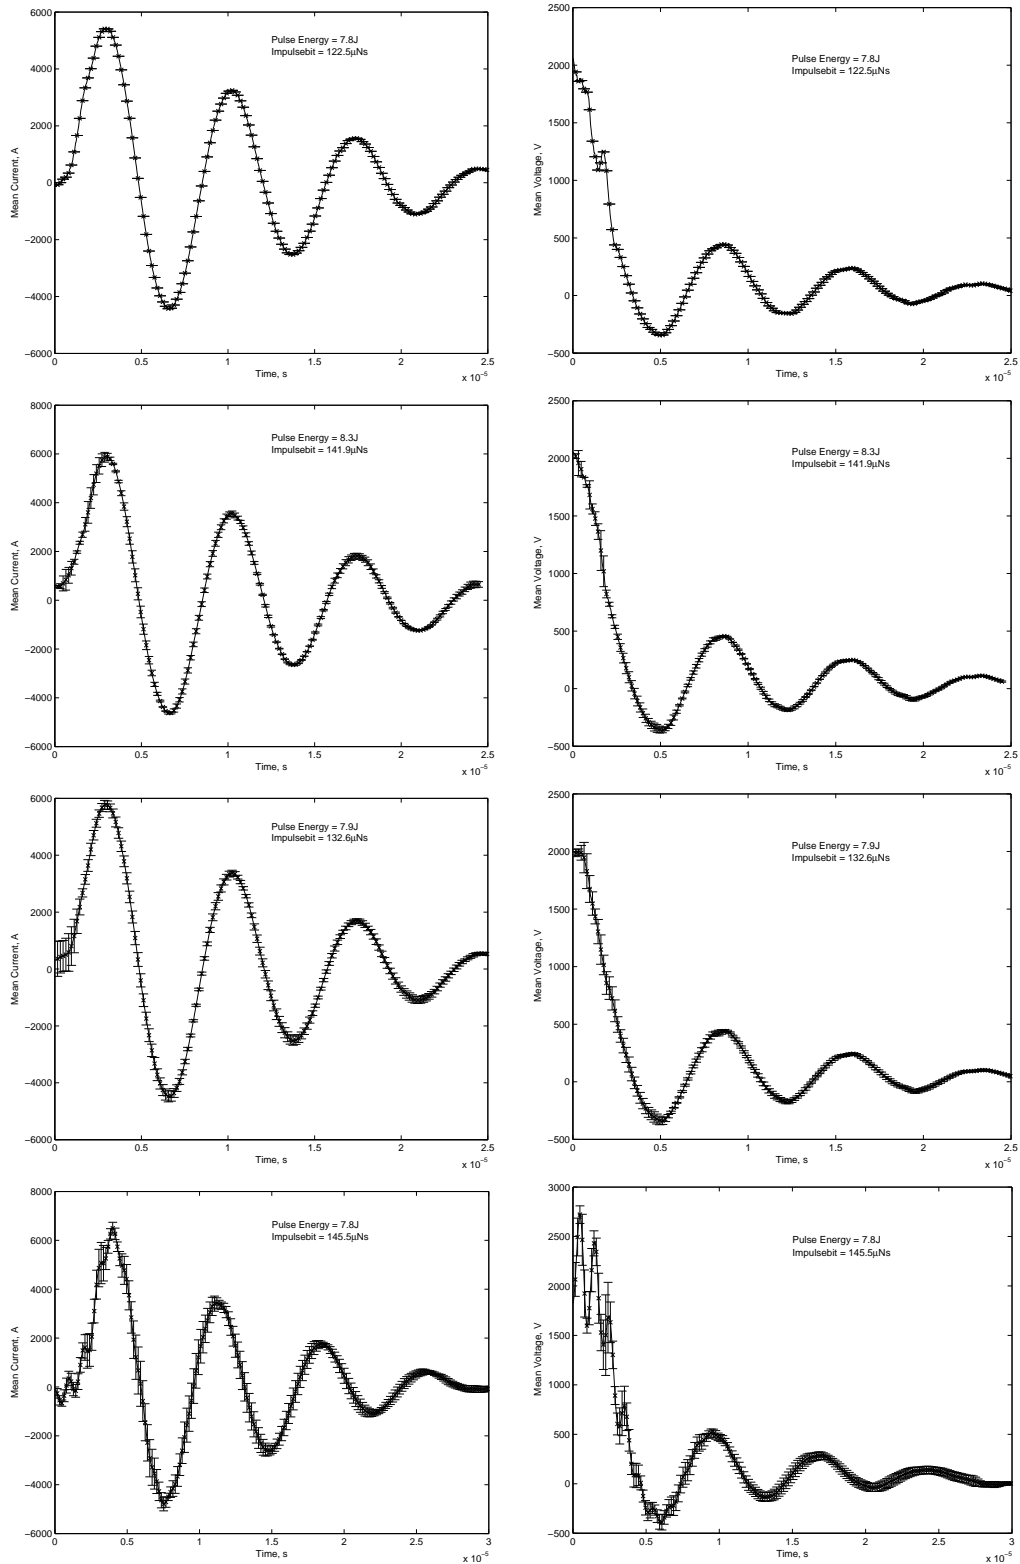 6000
4000
2000
0
−2000
−4000
−6000
Mean Current, A
Pulse Energy = 7.8J
Impulsebit = 122.5μNs
0 0.5 1 1.5 2 2.5
Time, s
x 10⁻⁵
2500
2000
1500
1000
500
0
−500
Mean Voltage, V
Pulse Energy = 7.8J
Impulsebit = 122.5μNs
0 0.5 1 1.5 2 2.5
Time, s
x 10⁻⁵
8000
6000
4000
2000
0
−2000
−4000
−6000
Mean Current, A
Pulse Energy = 8.3J
Impulsebit = 141.9μNs
0 0.5 1 1.5 2 2.5
Time, s
x 10⁻⁵
2500
2000
1500
1000
500
0
−500
Mean Voltage, V
Pulse Energy = 8.3J
Impulsebit = 141.9μNs
0 0.5 1 1.5 2 2.5
Time, s
x 10⁻⁵
6000
4000
2000
0
−2000
−4000
−6000
Mean Current, A
Pulse Energy = 7.9J
Impulsebit = 132.6μNs
0 0.5 1 1.5 2 2.5
Time, s
x 10⁻⁵
2500
2000
1500
1000
500
0
−500
Mean Voltage, V
Pulse Energy = 7.9J
Impulsebit = 132.6μNs
0 0.5 1 1.5 2 2.5
Time, s
x 10⁻⁵
8000
6000
4000
2000
0
−2000
−4000
−6000
Mean Current, A
Pulse Energy = 7.8J
Impulsebit = 145.5μNs
0 0.5 1 1.5 2 2.5 3
Time, s
x 10⁻⁵
3000
2500
2000
1500
1000
500
0
−500
Mean Voltage, V
Pulse Energy = 7.8J
Impulsebit = 145.5μNs
0 0.5 1 1.5 2 2.5 3
Time, s
x 10⁻⁵